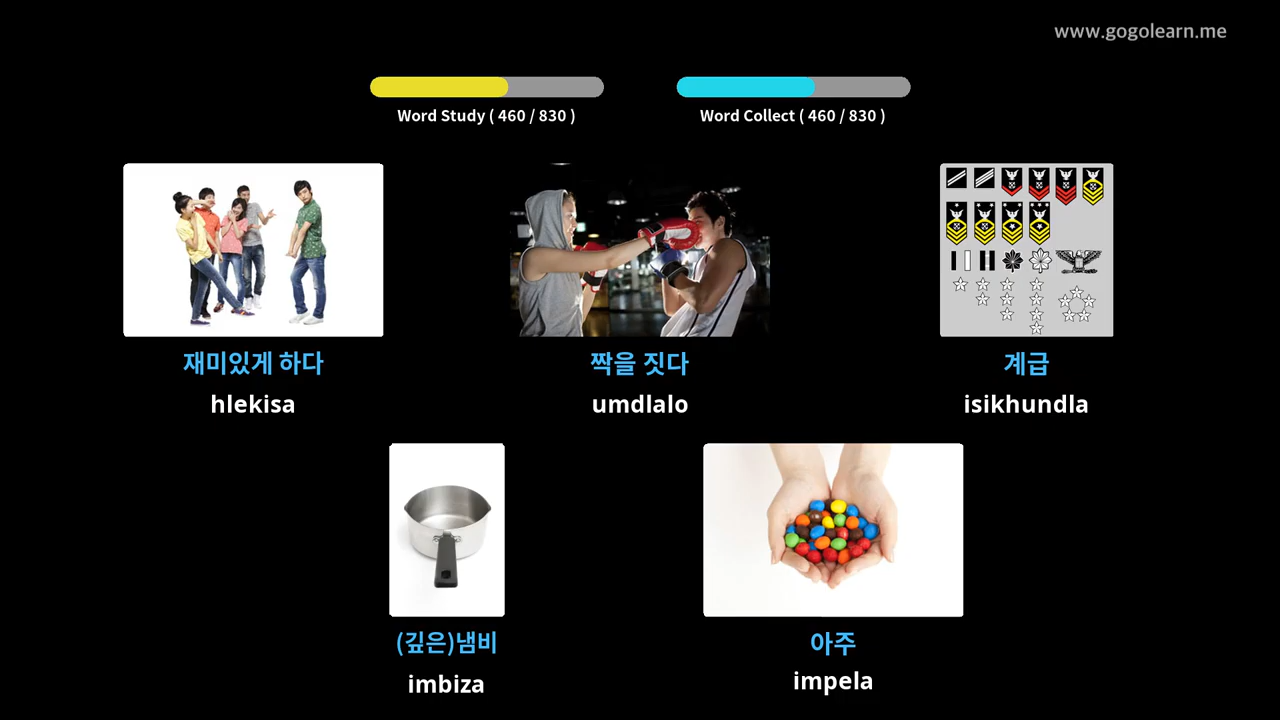 www.gogolearn.me
Word Study ( 460 / 830 )
Word Collect ( 460 / 830 )
재미있게 하다
hlekisa
짝을 짓다
umdlalo
계급
isikhundla
(깊은)냄비
imbiza
아주
impela